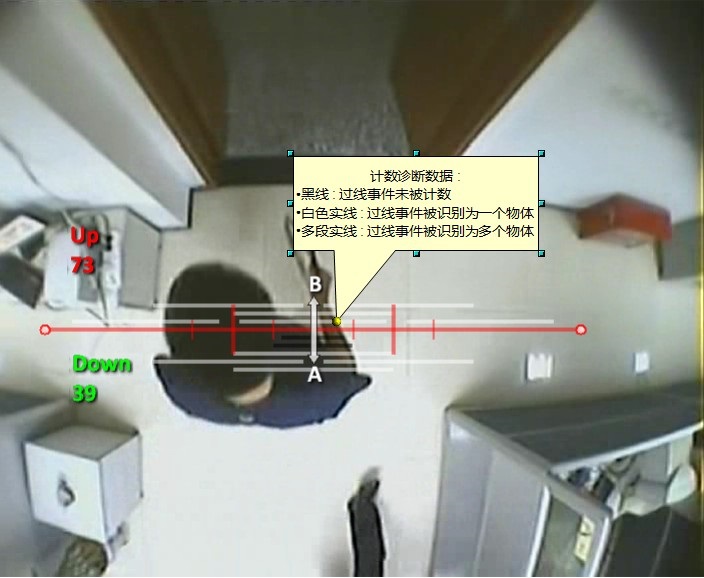 计数诊断数据 :
•黑线 : 过线事件未被计数
•白色实线 : 过线事件被识别为一个物体
•多段实线 : 过线事件被识别为多个物体
Up
73
B
Down
39
A